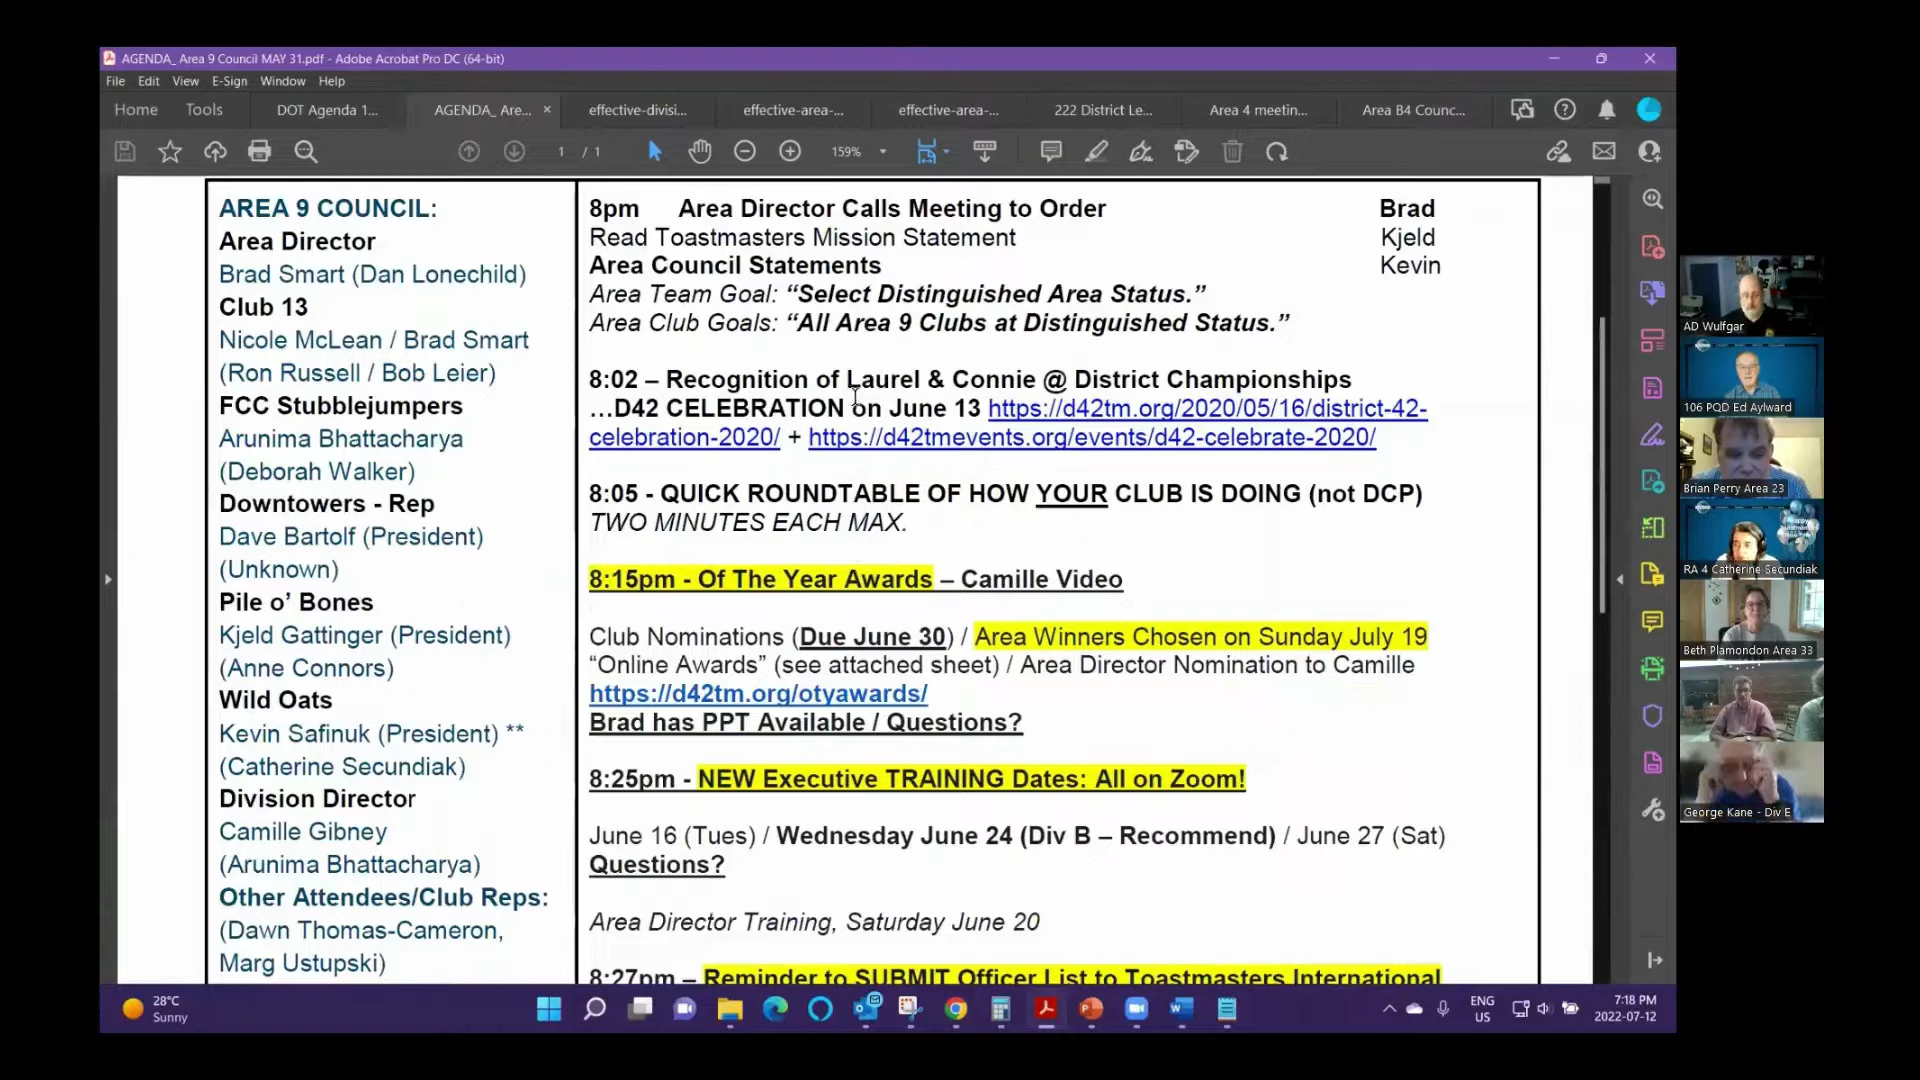 AGENDA_ Area 9 Council MAY 31.pdf - Adobe Acrobat Pro DC (64-bit)
File Edit View E-Sign Window Help
Home Tools DOT Agenda 1... AGENDA_ Are... × effective-divisi... effective-area-... effective-area-... 222 District Le... Area 4 meetin... Area B4 Counc...
1 / 1 159%
AREA 9 COUNCIL:
Area Director
Brad Smart (Dan Lonechild)
Club 13
Nicole McLean / Brad Smart
(Ron Russell / Bob Leier)
FCC Stubblejumpers
Arunima Bhattacharya
(Deborah Walker)
Downtowers - Rep
Dave Bartolf (President)
(Unknown)
Pile o’ Bones
Kjeld Gattinger (President)
(Anne Connors)
Wild Oats
Kevin Safinuk (President) **
(Catherine Secundiak)
Division Director
Camille Gibney
(Arunima Bhattacharya)
Other Attendees/Club Reps:
(Dawn Thomas-Cameron,
Marg Ustupski)
8pm Area Director Calls Meeting to Order Brad
Read Toastmasters Mission Statement Kjeld
Area Council Statements Kevin
Area Team Goal: “Select Distinguished Area Status.”
Area Club Goals: “All Area 9 Clubs at Distinguished Status.”
8:02 – Recognition of Laurel & Connie @ District Championships
…D42 CELEBRATION on June 13 https://d42tm.org/2020/05/16/district-42-
celebration-2020/ + https://d42tmevents.org/events/d42-celebrate-2020/
8:05 - QUICK ROUNDTABLE OF HOW YOUR CLUB IS DOING (not DCP)
TWO MINUTES EACH MAX.
8:15pm - Of The Year Awards – Camille Video
Club Nominations (Due June 30) / Area Winners Chosen on Sunday July 19
“Online Awards” (see attached sheet) / Area Director Nomination to Camille
https://d42tm.org/otyawards/
Brad has PPT Available / Questions?
8:25pm - NEW Executive TRAINING Dates: All on Zoom!
June 16 (Tues) / Wednesday June 24 (Div B – Recommend) / June 27 (Sat)
Questions?
Area Director Training, Saturday June 20
8:27pm – Reminder to SUBMIT Officer List to Toastmasters International
AD Wulfgar
106 PQD Ed Aylward
Brian Perry Area 23
RA 4 Catherine Secundiak
Beth Plamondon Area 33
George Kane - Div E
28°C
Sunny
ENG
US
7:18 PM
2022-07-12